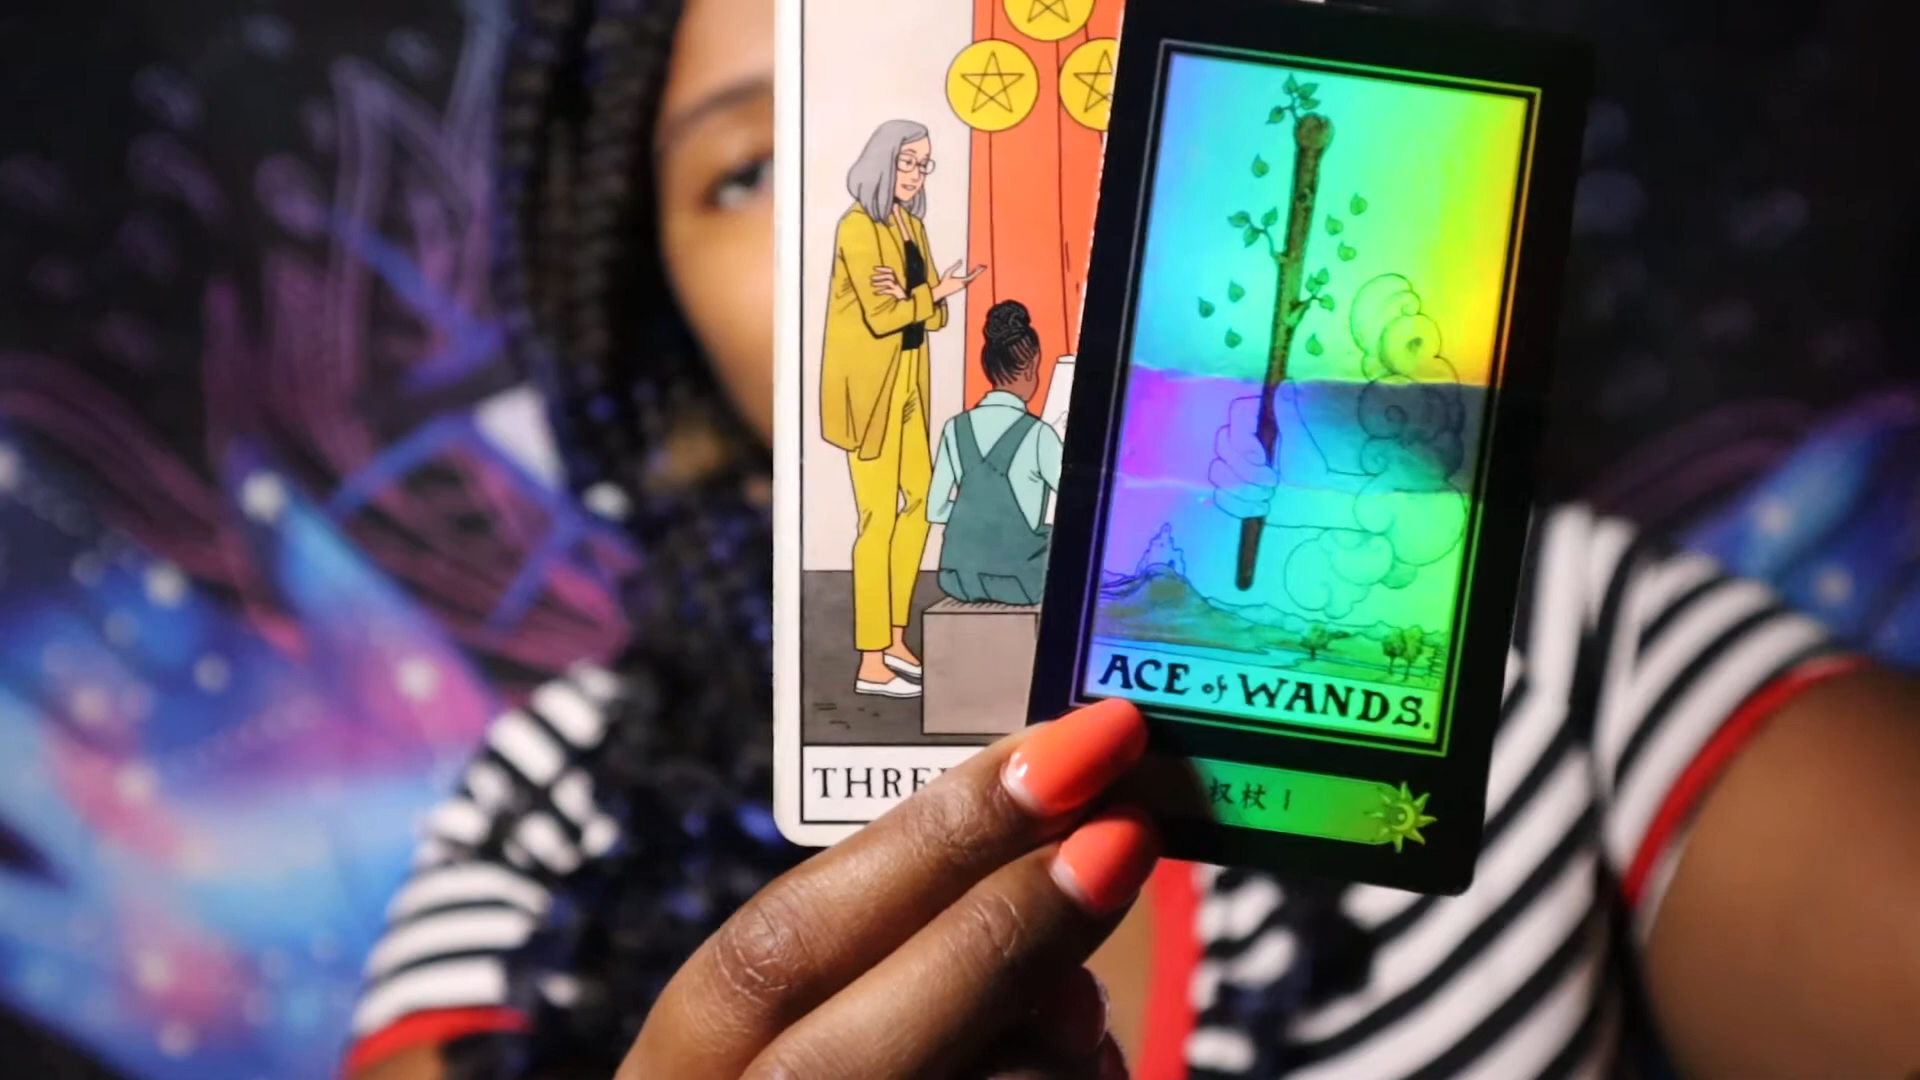 THRE
ACE of WANDS.
权杖 |